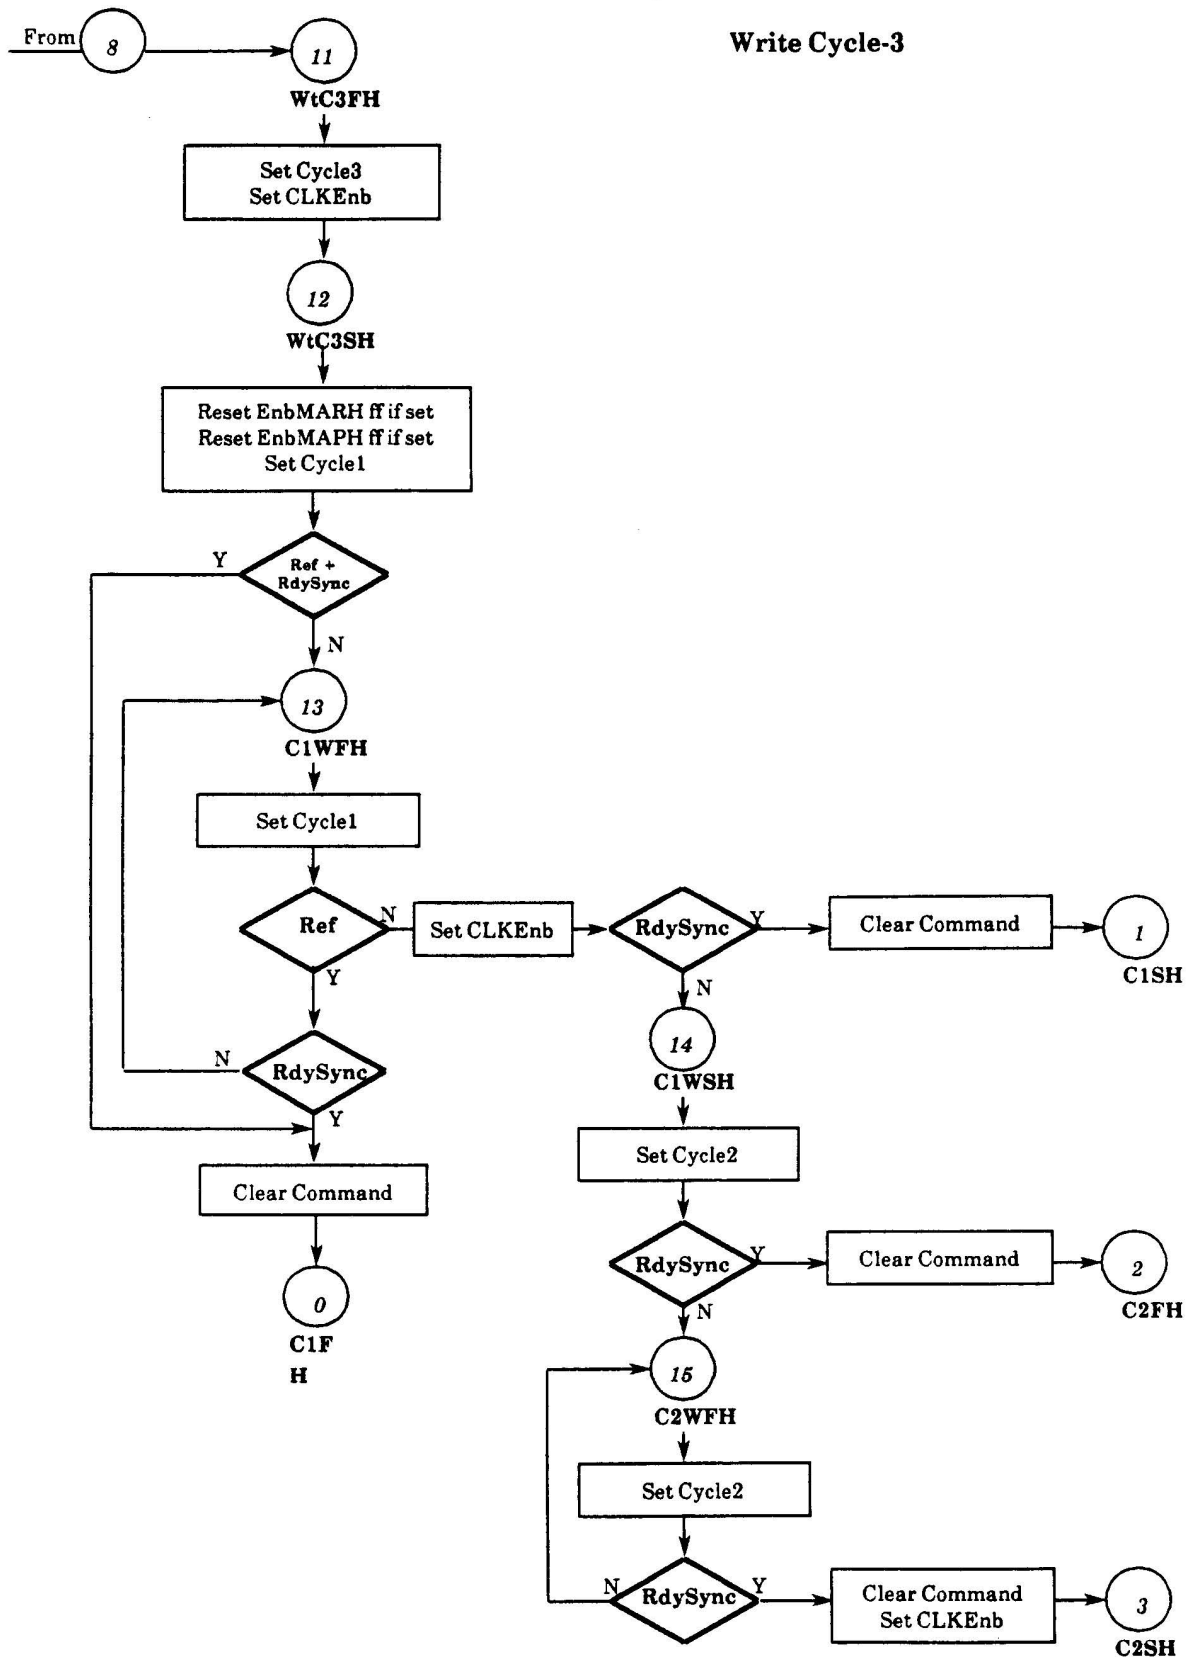 Write Cycle-3
From
8
11
WtC3FH
Set Cycle3
Set CLKEnb
12
WtC3SH
Reset EnbMARH ff if set
Reset EnbMAPH ff if set
Set Cycle1
Y
Ref +
RdySync
N
13
C1WFH
Set Cycle1
Ref
N
Set CLKEnb
RdySync
Y
Clear Command
1
C1SH
Y
N
14
C1WSH
N
RdySync
Y
Set Cycle2
Clear Command
0
C1F
H
RdySync
Y
Clear Command
2
C2FH
N
15
C2WFH
Set Cycle2
N
RdySync
Y
Clear Command
Set CLKEnb
3
C2SH